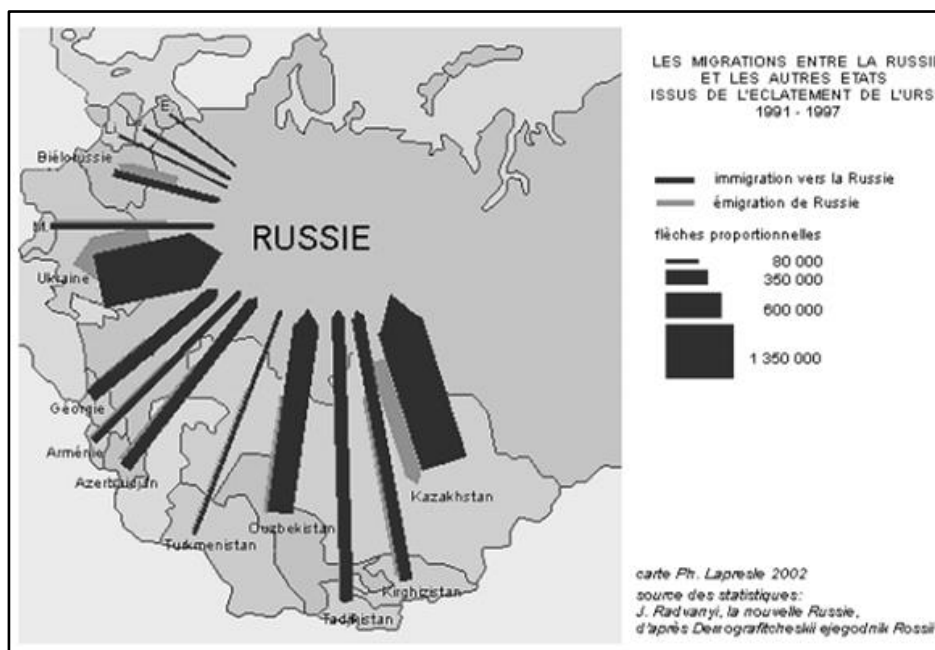 LES MIGRATIONS ENTRE LA RUSSIE
ET LES AUTRES ETATS
ISSUS DE L'ECLATEMENT DE L'URS
1991 - 1997
immigration vers la Russie
émigration de Russie
flèches proportionnelles
80 000
350 000
600 000
1 350 000
E.
L.
L.
Biélorussie
M.
RUSSIE
Ukraine
Géorgie
Arménie
Azerbaïdjan
Turkmenistan
Ouzbekistan
Tadjikistan
Kirghizistan
Kazakhstan
carte Ph. Lapresle 2002
source des statistiques:
J. Radvanyi, la nouvelle Russie,
d'après Demografitcheskii ejegodnik Rossii